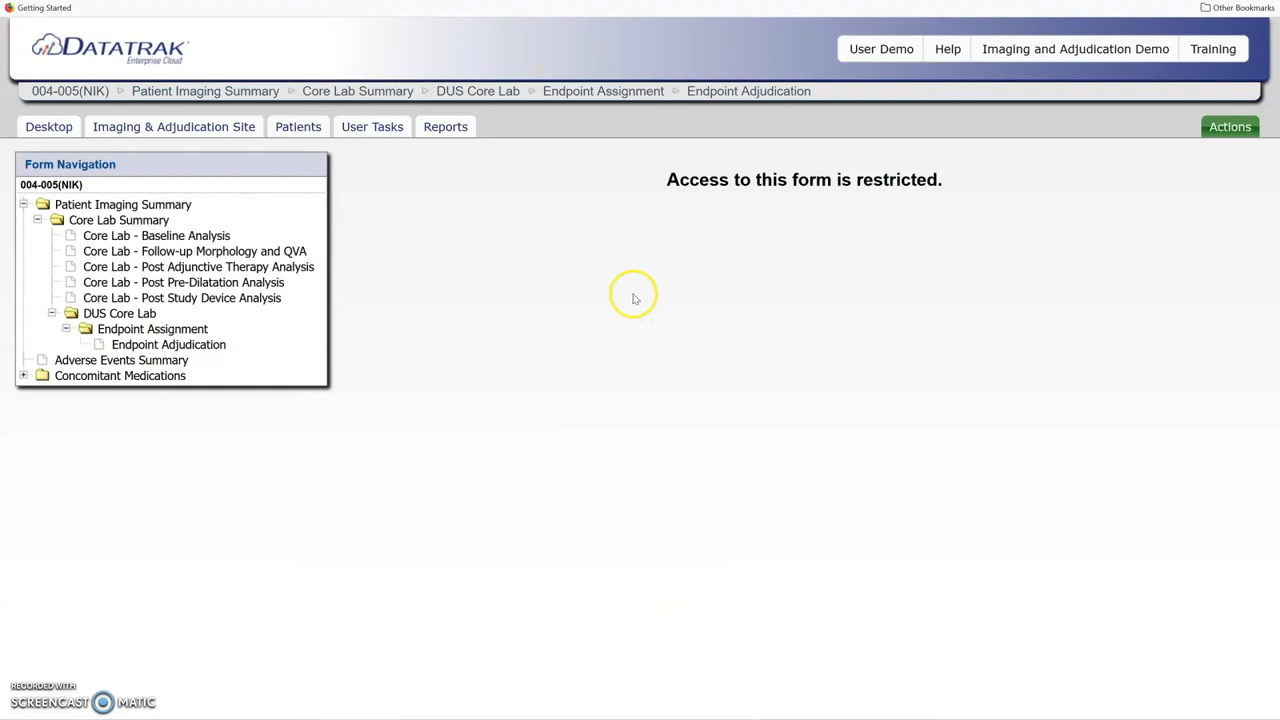 Getting Started
Other Bookmarks
DATATRAK
Enterprise Cloud
User Demo
Help
Imaging and Adjudication Demo
Training
004-005(NIK)
Patient Imaging Summary
Core Lab Summary
DUS Core Lab
Endpoint Assignment
Endpoint Adjudication
Desktop
Imaging & Adjudication Site
Patients
User Tasks
Reports
Actions
Form Navigation
004-005(NIK)
Patient Imaging Summary
Core Lab Summary
Core Lab - Baseline Analysis
Core Lab - Follow-up Morphology and QVA
Core Lab - Post Adjunctive Therapy Analysis
Core Lab - Post Pre-Dilatation Analysis
Core Lab - Post Study Device Analysis
DUS Core Lab
Endpoint Assignment
Endpoint Adjudication
Adverse Events Summary
Concomitant Medications
Access to this form is restricted.
RECORDED WITH
SCREENCAST MATIC